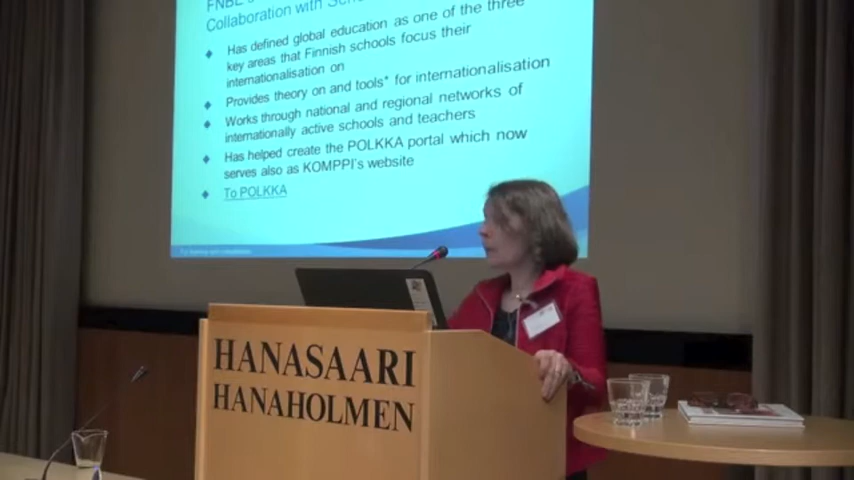 Collaboration with
Has defined global education as one of the three
key areas that Finnish schools focus their
internationalisation on
Provides theory on and tools* for internationalisation
Works through national and regional networks of
internationally active schools and teachers
Has helped create the POLKKA portal which now
serves also as KOMPPI's website
To POLKKA
HANASAARI
HANAHOLMEN